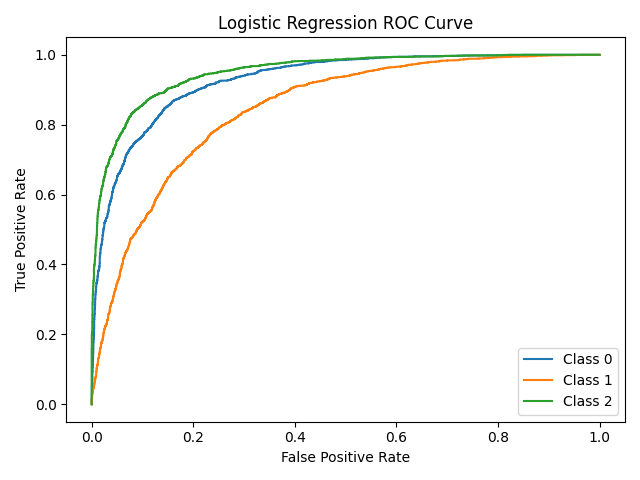 Logistic Regression ROC Curve
1.0
0.8
0.6
0.4
0.2
0.0
True Positive Rate
0.0 0.2 0.4 0.6 0.8 1.0
False Positive Rate
Class 0
Class 1
Class 2